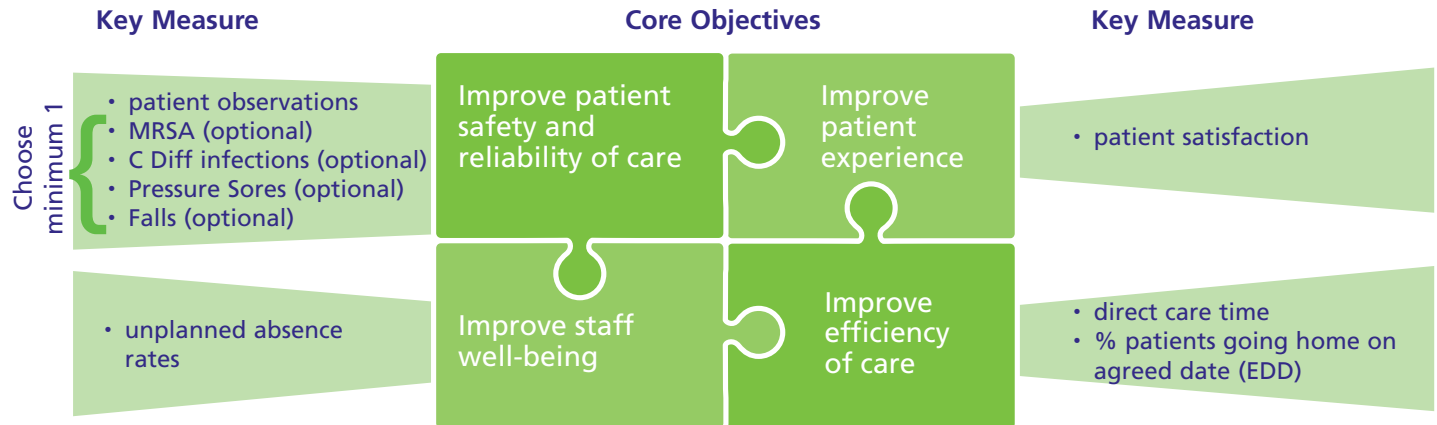 Key Measure
Core Objectives
Key Measure
Choose
minimum 1
• patient observations
• MRSA (optional)
• C Diff infections (optional)
• Pressure Sores (optional)
• Falls (optional)
Improve patient
safety and
reliability of care
Improve
patient
experience
• patient satisfaction
• unplanned absence
rates
Improve staff
well-being
Improve
efficiency
of care
• direct care time
• % patients going home on
agreed date (EDD)